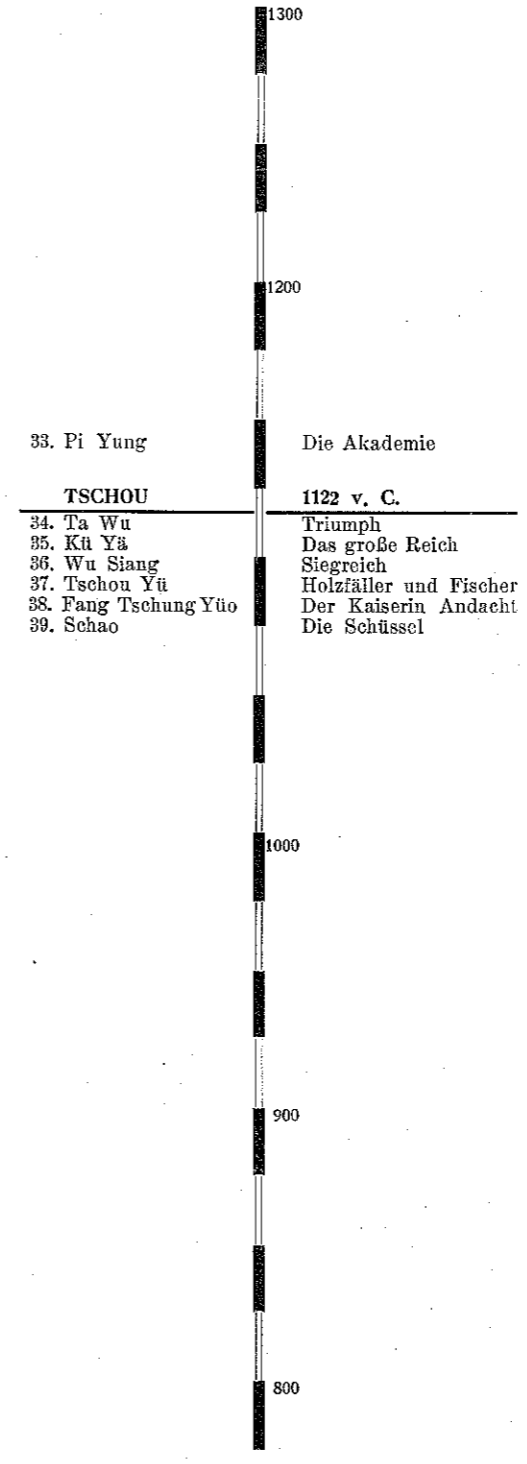 1300
1200
33. Pi Yung Die Akademie
TSCHOU 1122 v. C.
34. Ta Wu Triumph
35. Kü Yä Das große Reich
36. Wu Siang Siegreich
37. Tschou Yü Holzfäller und Fischer
38. Fang Tschung Yüo Der Kaiserin Andacht
39. Schao Die Schüssel
1000
900
800